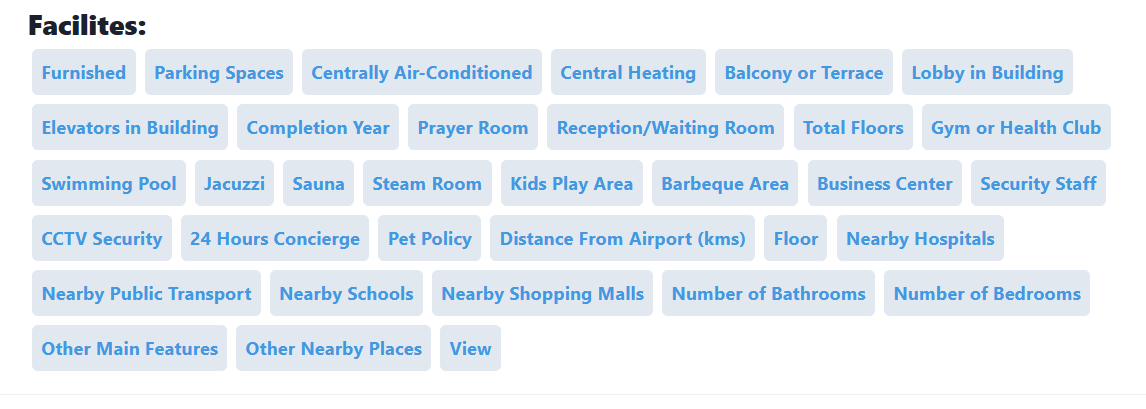 Facilites:
Furnished Parking Spaces Centrally Air-Conditioned Central Heating Balcony or Terrace Lobby in Building
Elevators in Building Completion Year Prayer Room Reception/Waiting Room Total Floors Gym or Health Club
Swimming Pool Jacuzzi Sauna Steam Room Kids Play Area Barbeque Area Business Center Security Staff
CCTV Security 24 Hours Concierge Pet Policy Distance From Airport (kms) Floor Nearby Hospitals
Nearby Public Transport Nearby Schools Nearby Shopping Malls Number of Bathrooms Number of Bedrooms
Other Main Features Other Nearby Places View